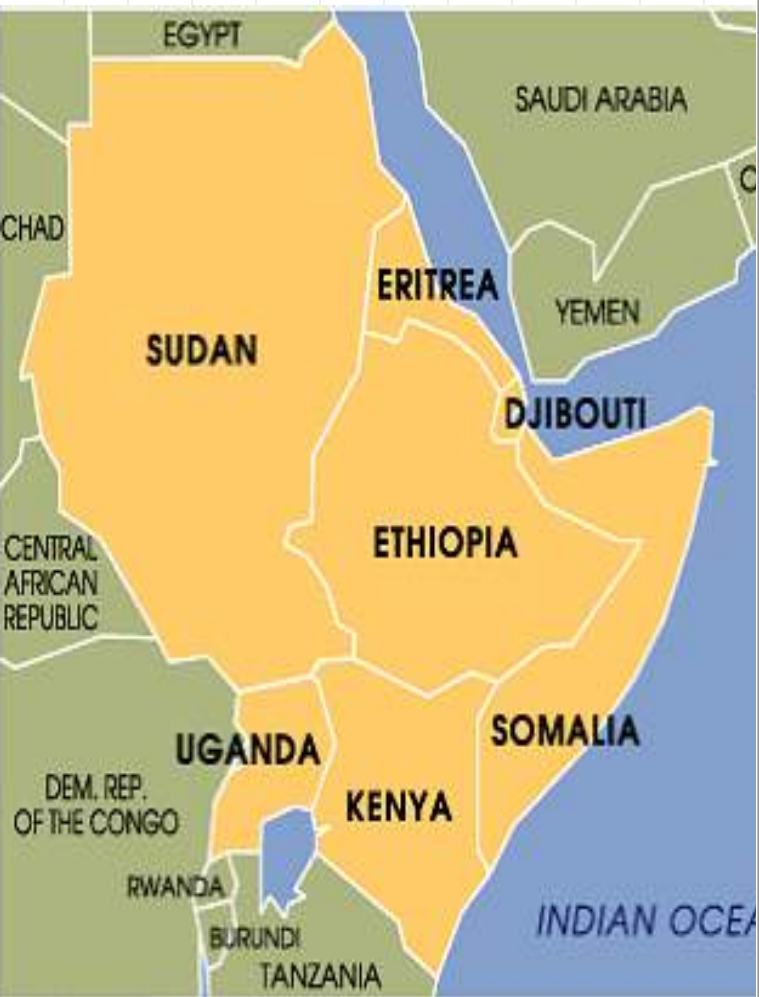 EGYPT
SAUDI ARABIA
CHAD
ERITREA
YEMEN
SUDAN
DJIBOUTI
ETHIOPIA
CENTRAL
AFRICAN
REPUBLIC
SOMALIA
UGANDA
DEM. REP.
OF THE CONGO
KENYA
RWANDA
INDIAN OCEA
BURUNDI
TANZANIA